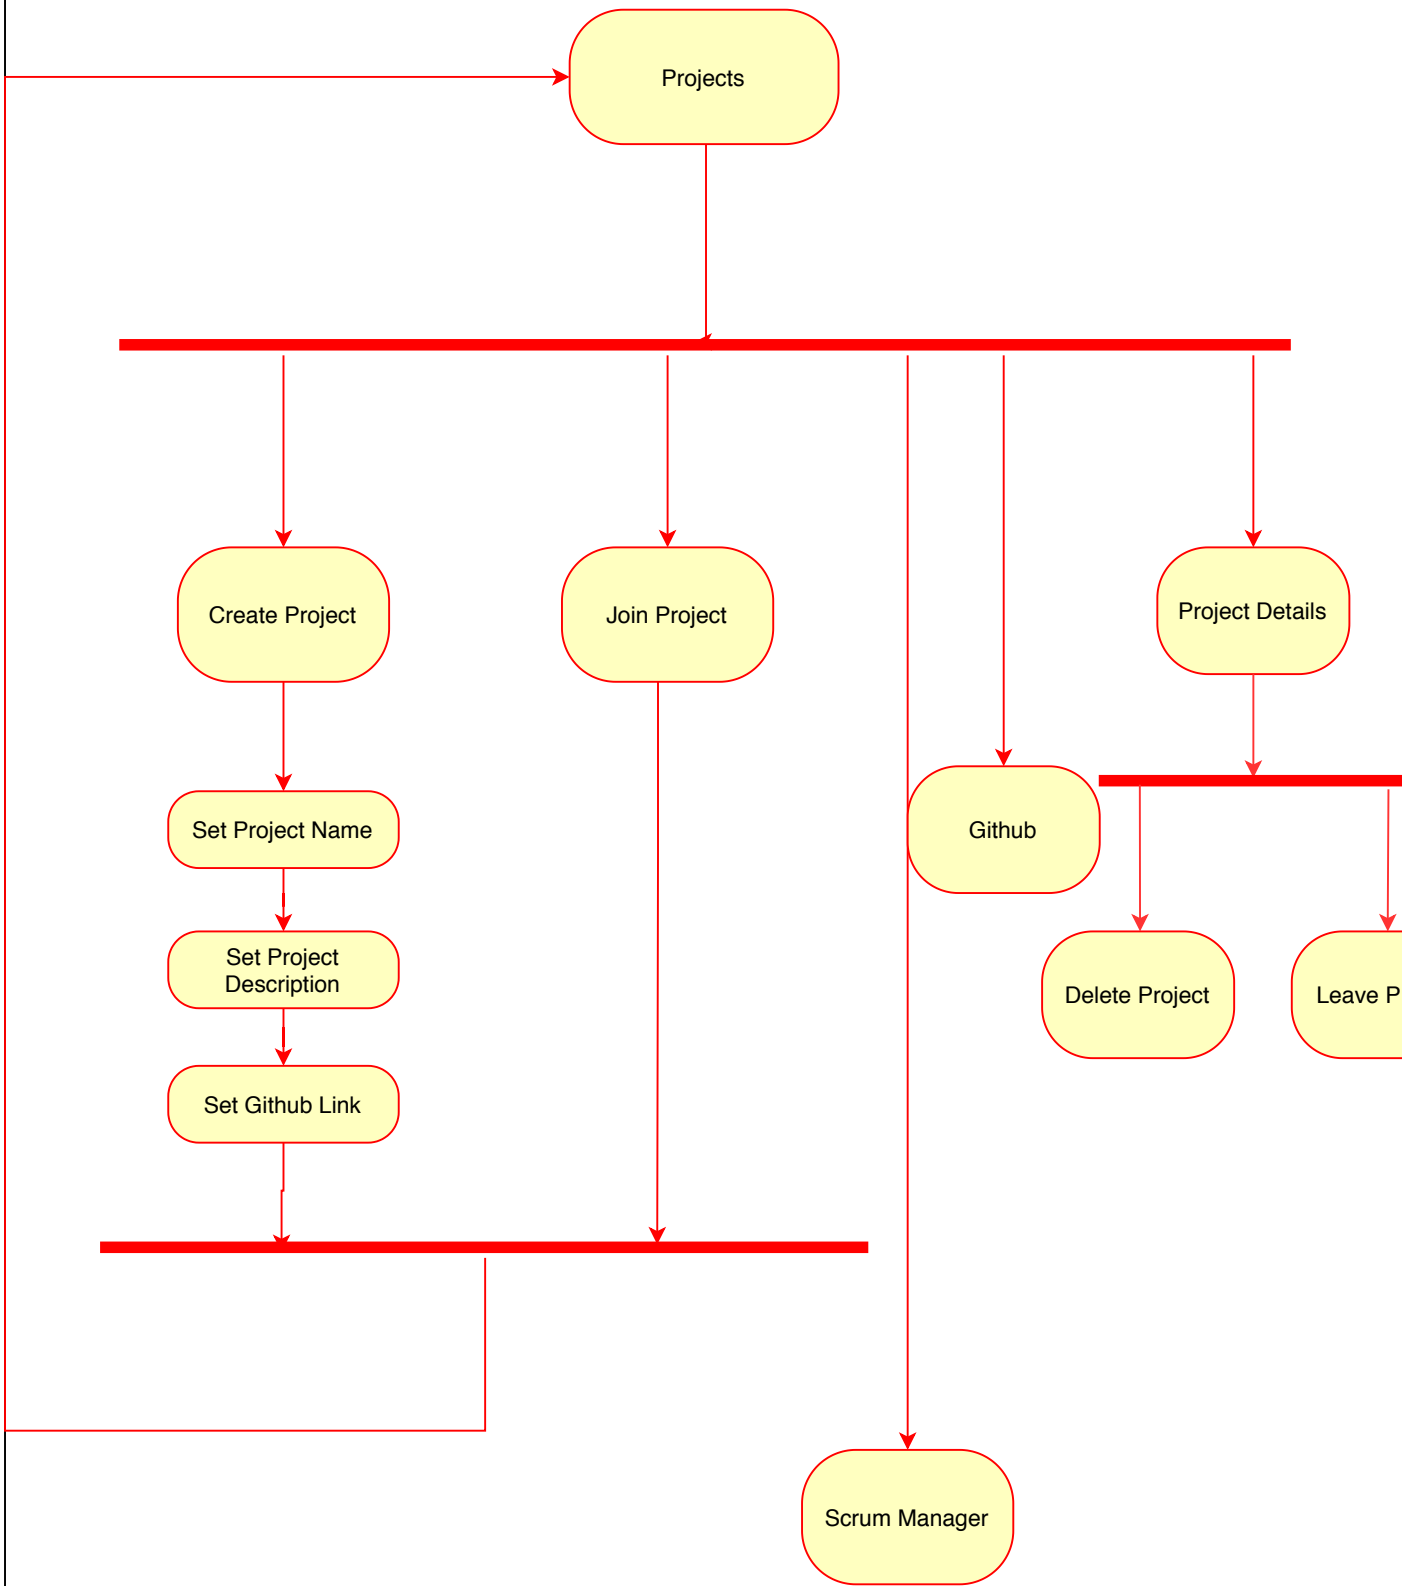 Projects
Create Project
Join Project
Project Details
Set Project Name
Github
Set Project
Description
Delete Project
Leave P
Set Github Link
Scrum Manager